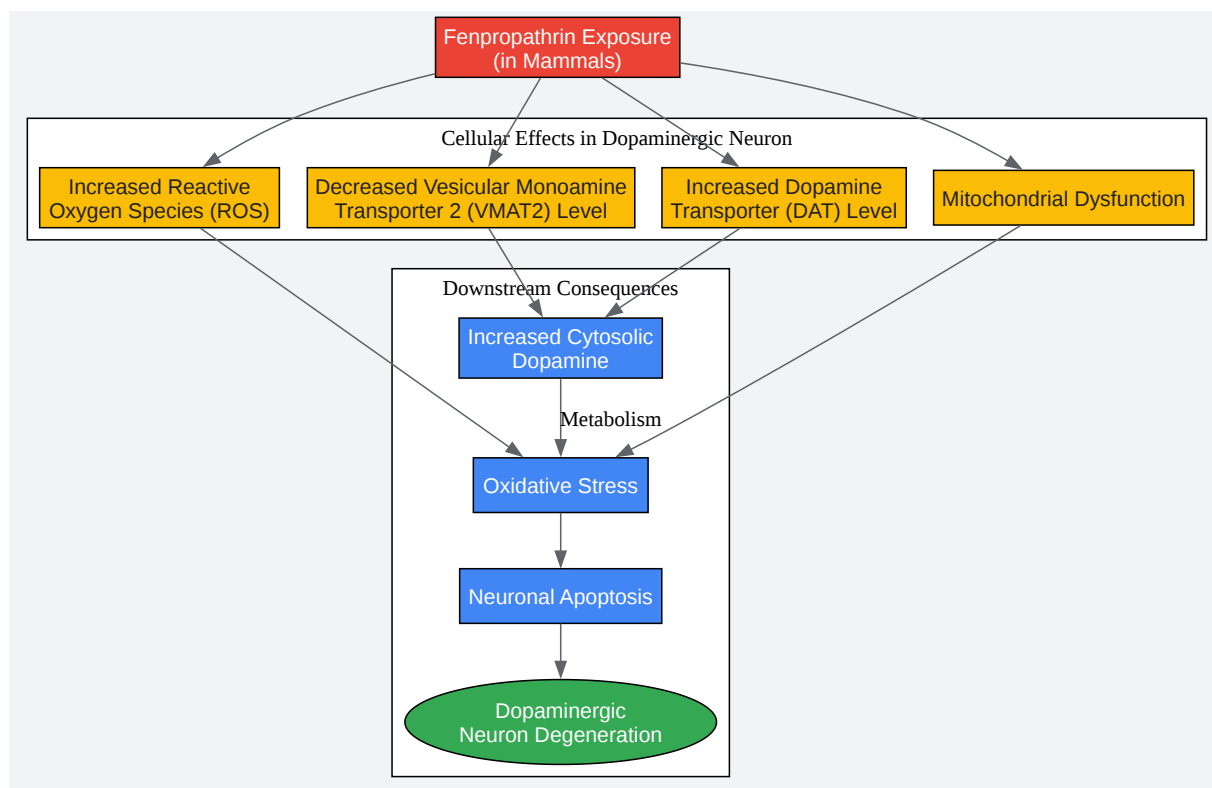 Fenpropathrin Exposure
(in Mammals)
Cellular Effects in Dopaminergic Neuron
Increased Reactive
Oxygen Species (ROS)
Decreased Vesicular Monoamine
Transporter 2 (VMAT2) Level
Increased Dopamine
Transporter (DAT) Level
Mitochondrial Dysfunction
Downstream Consequences
Increased Cytosolic
Dopamine
Metabolism
Oxidative Stress
Neuronal Apoptosis
Dopaminergic
Neuron Degeneration